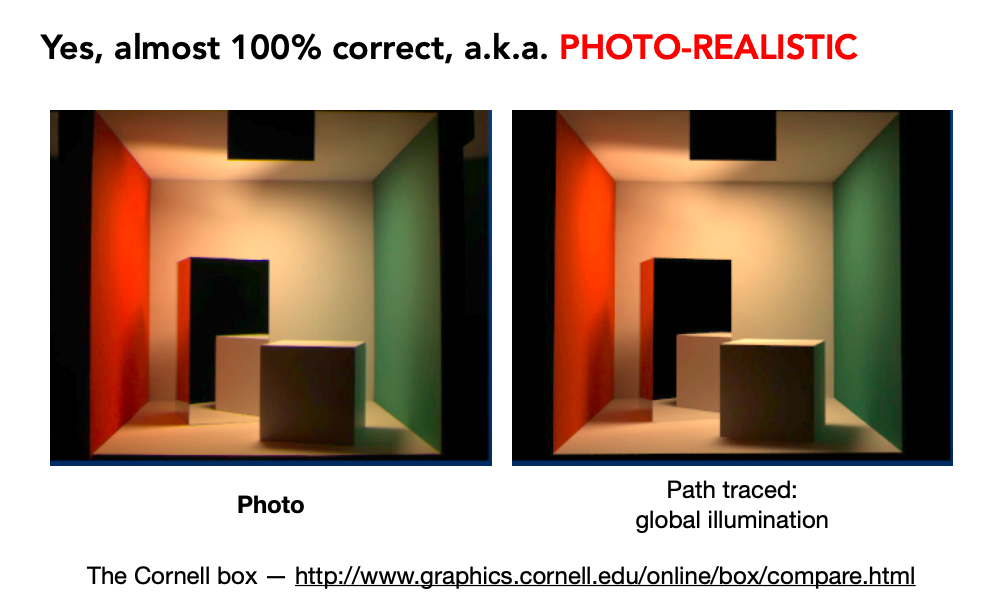 Yes, almost 100% correct, a.k.a. PHOTO-REALISTIC
Photo
Path traced:
global illumination
The Cornell box — http://www.graphics.cornell.edu/online/box/compare.html